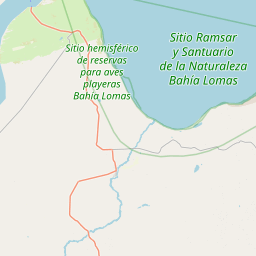 Sitio Ramsar
y Santuario
de la Naturaleza
Bahía Lomas
Sitio hemisférico
de reservas
para aves
playeras
Bahía Lomas